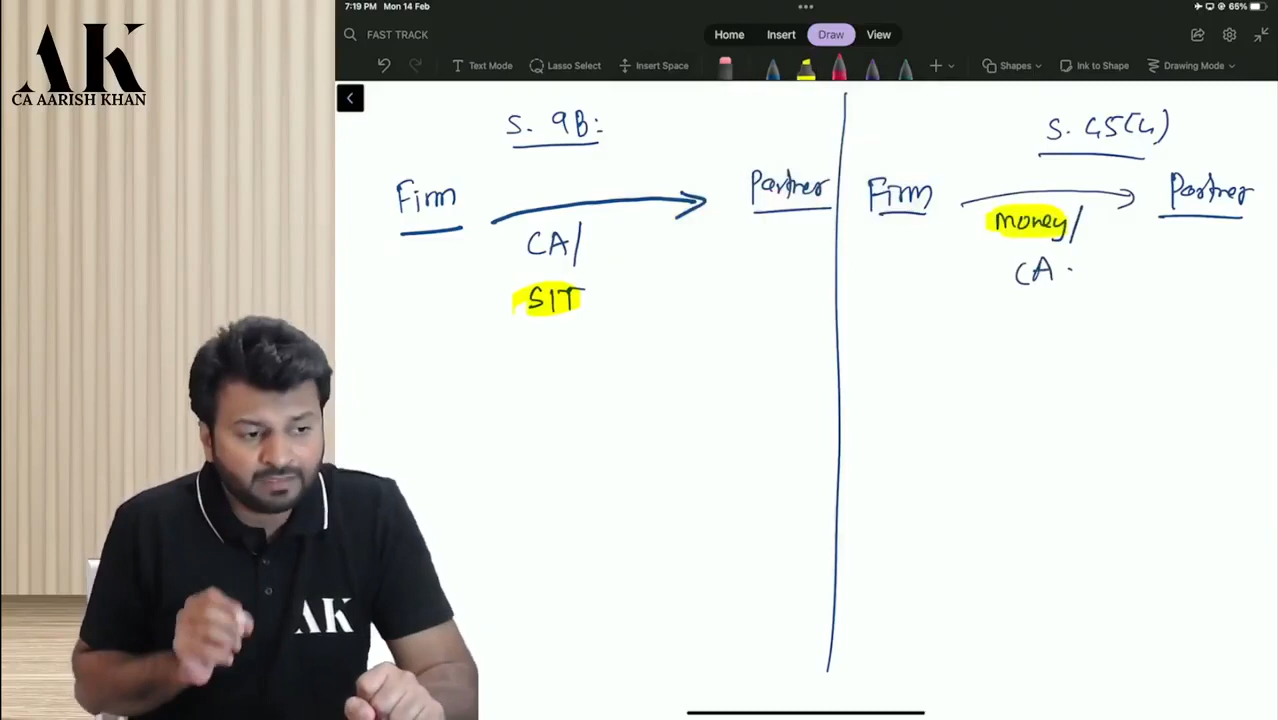 AK
CA AARISH KHAN
7:19 PM Mon 14 Feb
66%
FAST TRACK
Home Insert Draw View
Text Mode Lasso Select Insert Space Shapes Ink to Shape Drawing Mode
S. 9B:
Firm
Partner
CA/
SIT
S. 45(4)
Firm
Partner
money/
CA.
AK